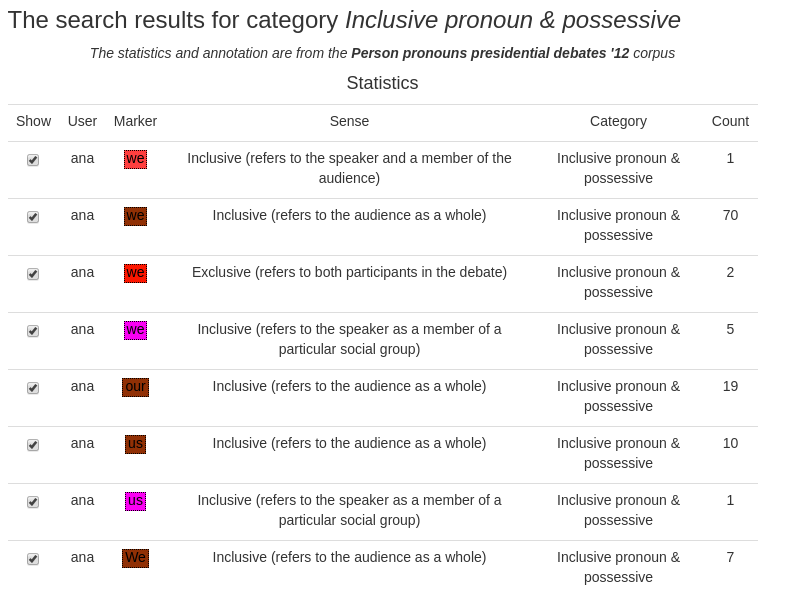 The search results for category Inclusive pronoun & possessive
The statistics and annotation are from the Person pronouns presidential debates '12 corpus
Statistics
Show User Marker Sense Category Count
ana we Inclusive (refers to the speaker and a member of the audience) Inclusive pronoun & possessive 1
ana we Inclusive (refers to the audience as a whole) Inclusive pronoun & possessive 70
ana we Exclusive (refers to both participants in the debate) Inclusive pronoun & possessive 2
ana we Inclusive (refers to the speaker as a member of a particular social group) Inclusive pronoun & possessive 5
ana our Inclusive (refers to the audience as a whole) Inclusive pronoun & possessive 19
ana us Inclusive (refers to the audience as a whole) Inclusive pronoun & possessive 10
ana us Inclusive (refers to the speaker as a member of a particular social group) Inclusive pronoun & possessive 1
ana We Inclusive (refers to the audience as a whole) Inclusive pronoun & possessive 7